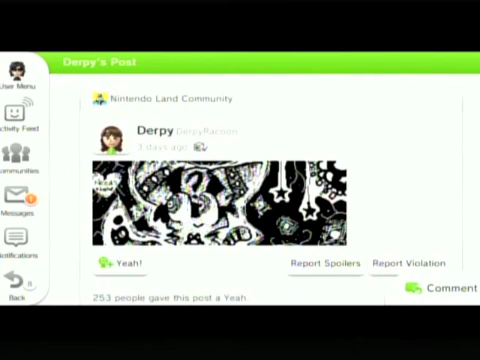 Derpy's Post
User Menu
Nintendo Land Community
Activity Feed
Derpy DerpyRacoon
3 days ago
Communities
Messages
Notifications
Yeah!
Report Spoilers
Report Violation
Back
Comment
253 people gave this post a Yeah